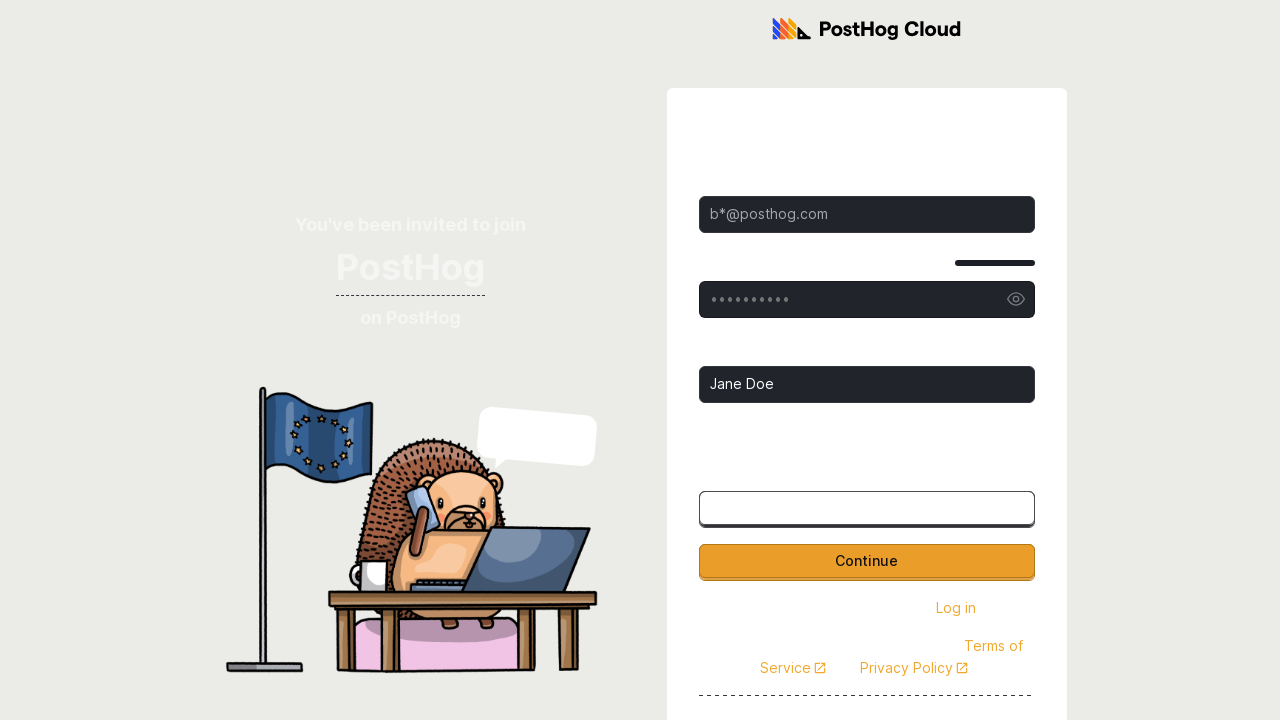 PostHog Cloud
You've been invited to join
PostHog
on PostHog
b*@posthog.com
••••••••••
Jane Doe
Continue
Log in
Terms of
Service
Privacy Policy